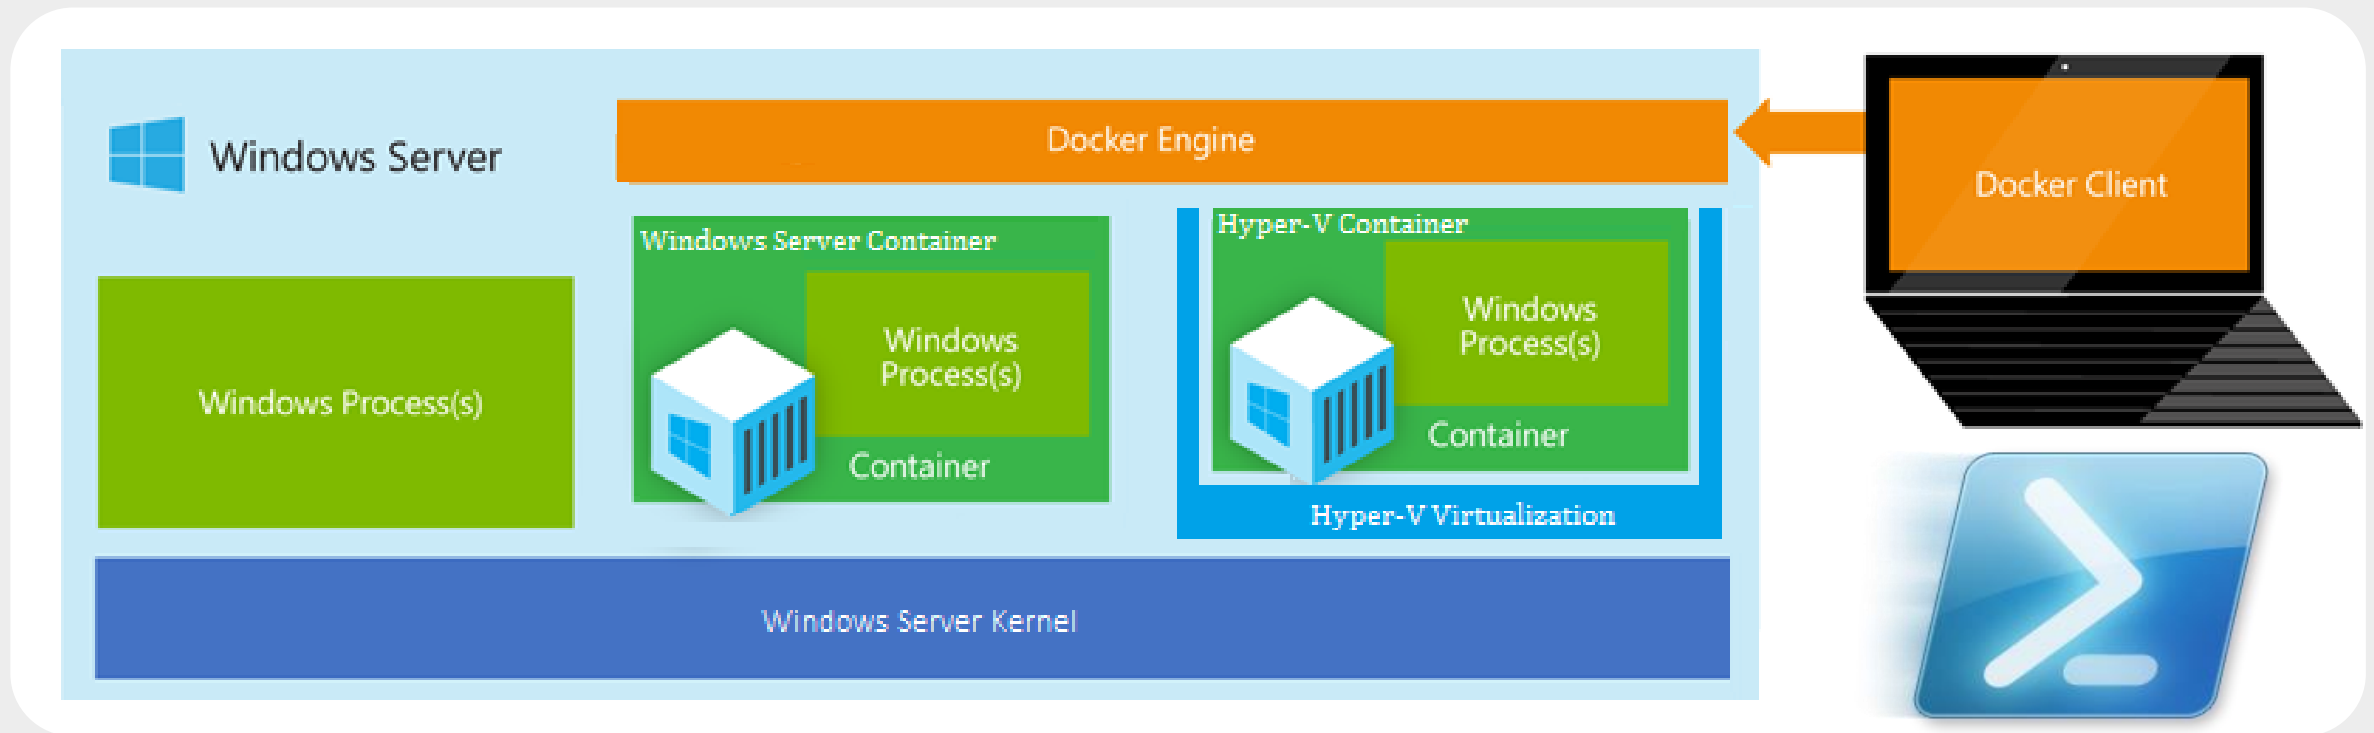 Windows Server
Docker Engine
Docker Client
Windows Process(s)
Windows Server Container
Windows
Process(s)
Container
Hyper-V Container
Windows
Process(s)
Container
Hyper-V Virtualization
Windows Server Kernel